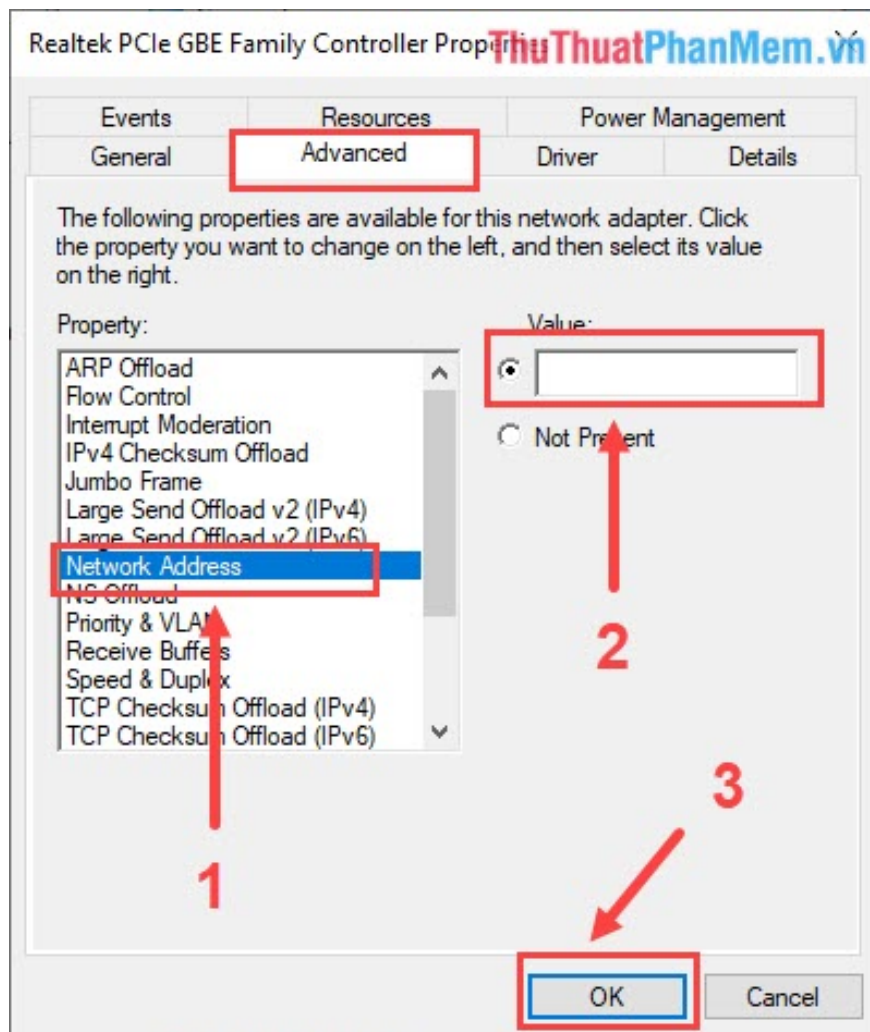 Realtek PCIe GBE Family Controller Properties
ThuThuatPhanMem.vn
Events Resources Power Management
General Advanced Driver Details
The following properties are available for this network adapter. Click
the property you want to change on the left, and then select its value
on the right.
Property:
Value:
ARP Offload
Flow Control
Interrupt Moderation
IPv4 Checksum Offload
Jumbo Frame
Large Send Offload v2 (IPv4)
Large Send Offload v2 (IPv6)
Network Address
NS Offload
Priority & VLAN
Receive Buffers
Speed & Duplex
TCP Checksum Offload (IPv4)
TCP Checksum Offload (IPv6)
Not Present
2
3
1
OK Cancel